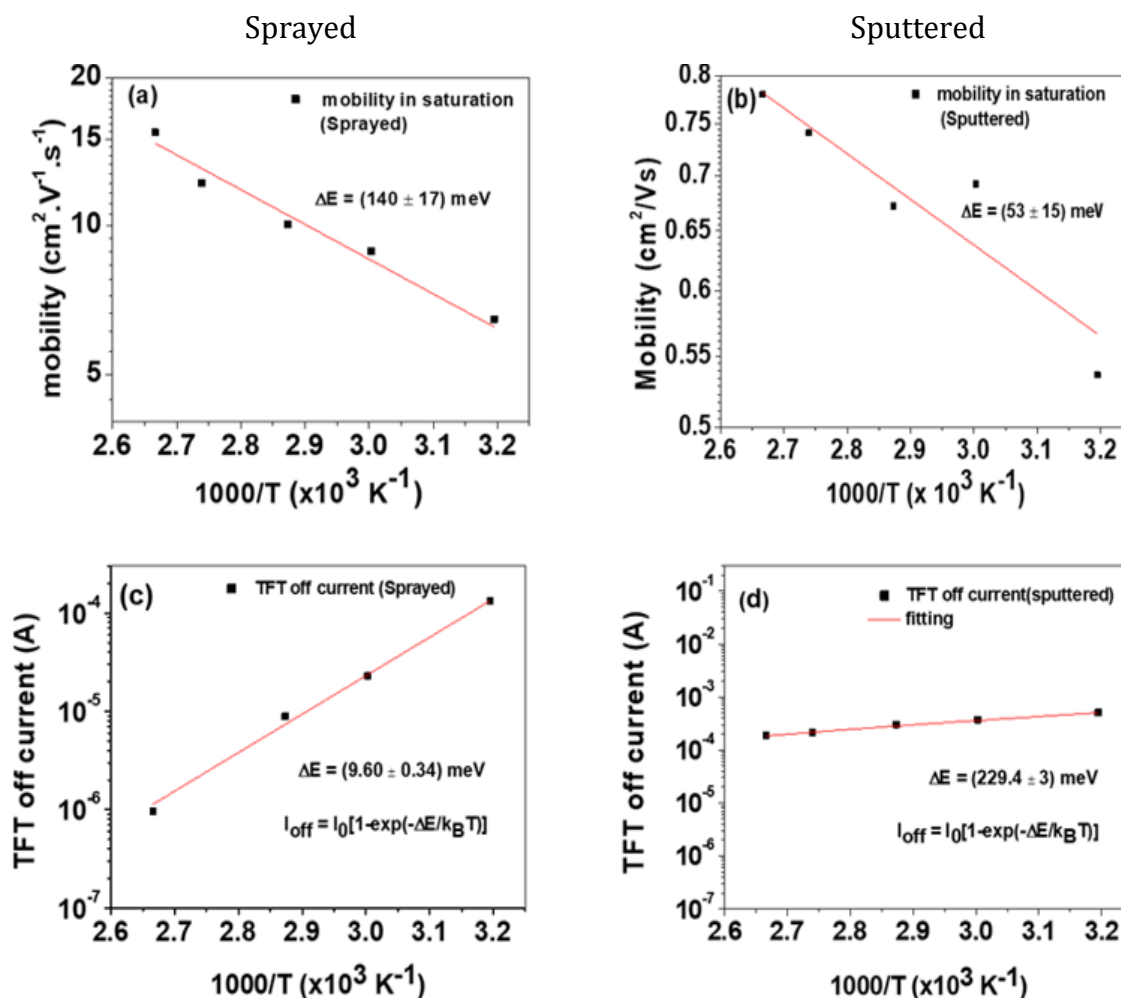 Sprayed
Sputtered
(a)
mobility in saturation
(Sprayed)
ΔE = (140 ± 17) meV
20
15
10
5
mobility (cm².V⁻¹.s⁻¹)
2.6 2.7 2.8 2.9 3.0 3.1 3.2
1000/T (x10³ K⁻¹)
(b)
mobility in saturation
(Sputtered)
ΔE = (53 ± 15) meV
0.8
0.75
0.7
0.65
0.6
0.55
0.5
Mobility (cm²/Vs)
2.6 2.7 2.8 2.9 3.0 3.1 3.2
1000/T (x 10³ K⁻¹)
(c)
TFT off current (Sprayed)
ΔE = (9.60 ± 0.34) meV
I_off = I₀[1-exp(-ΔE/k_BT)]
10⁻⁴
10⁻⁵
10⁻⁶
10⁻⁷
TFT off current (A)
2.6 2.7 2.8 2.9 3.0 3.1 3.2
1000/T (x10³ K⁻¹)
(d)
TFT off current(sputtered)
fitting
ΔE = (229.4 ± 3) meV
I_off = I₀[1-exp(-ΔE/k_BT)]
10⁻¹
10⁻²
10⁻³
10⁻⁴
10⁻⁵
10⁻⁶
10⁻⁷
TFT off current (A)
2.6 2.7 2.8 2.9 3.0 3.1 3.2
1000/T (x10³ K⁻¹)